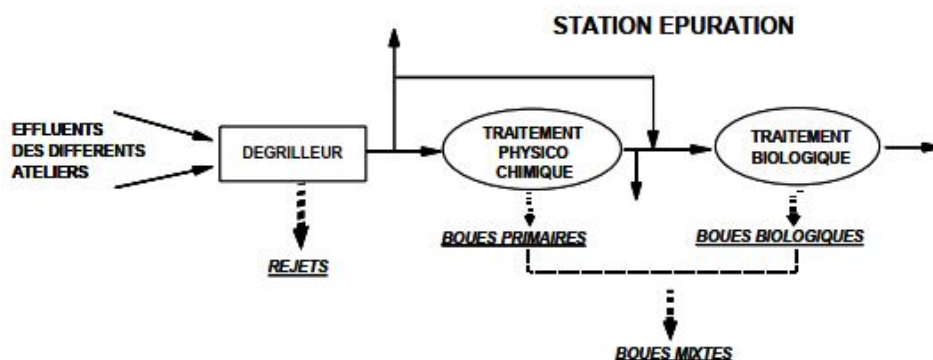 STATION EPURATION
EFFLUENTS
DES DIFFERENTS
ATELIERS
DEGRILLEUR
TRAITEMENT
PHYSICO
CHIMIQUE
TRAITEMENT
BIOLOGIQUE
REJETS
BOUES PRIMAIRES
BOUES BIOLOGIQUES
BOUES MIXTES